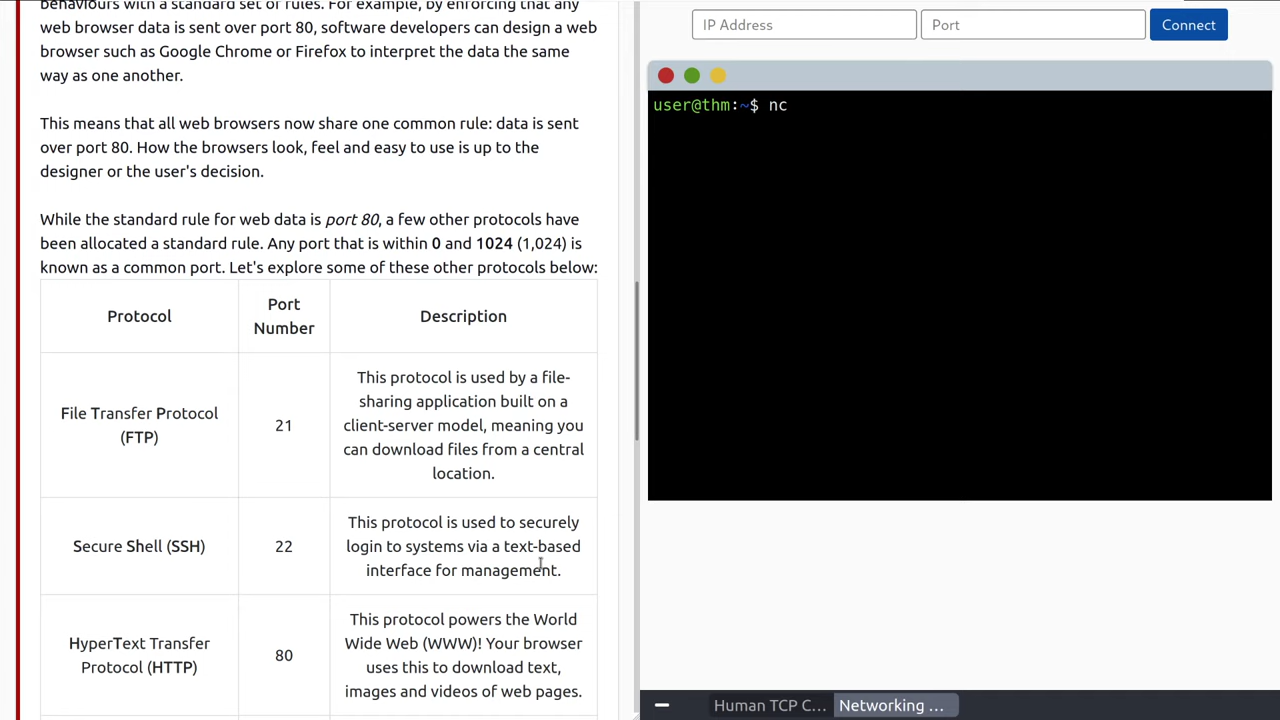 behaviours with a standard set of rules. For example, by enforcing that any
web browser data is sent over port 80, software developers can design a web
browser such as Google Chrome or Firefox to interpret the data the same
way as one another.
This means that all web browsers now share one common rule: data is sent
over port 80. How the browsers look, feel and easy to use is up to the
designer or the user's decision.
While the standard rule for web data is port 80, a few other protocols have
been allocated a standard rule. Any port that is within 0 and 1024 (1,024) is
known as a common port. Let's explore some of these other protocols below:
Protocol
Port
Number
Description
File Transfer Protocol
(FTP)
21
This protocol is used by a file-
sharing application built on a
client-server model, meaning you
can download files from a central
location.
Secure Shell (SSH)
22
This protocol is used to securely
login to systems via a text-based
interface for management.
HyperText Transfer
Protocol (HTTP)
80
This protocol powers the World
Wide Web (WWW)! Your browser
uses this to download text,
images and videos of web pages.
IP Address
Port
Connect
user@thm:~$ nc
Human TCP C...
Networking ...